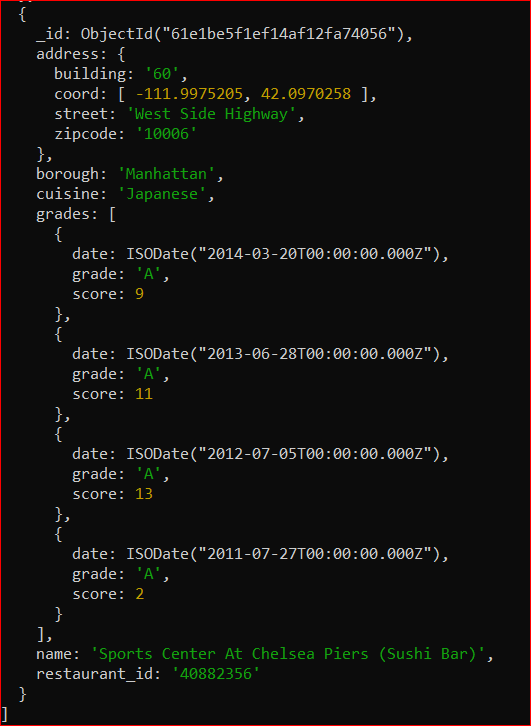 {
_id: ObjectId("61e1be5f1ef14af12fa74056"),
address: {
building: '60',
coord: [ -111.9975205, 42.0970258 ],
street: 'West Side Highway',
zipcode: '10006'
},
borough: 'Manhattan',
cuisine: 'Japanese',
grades: [
{
date: ISODate("2014-03-20T00:00:00.000Z"),
grade: 'A',
score: 9
},
{
date: ISODate("2013-06-28T00:00:00.000Z"),
grade: 'A',
score: 11
},
{
date: ISODate("2012-07-05T00:00:00.000Z"),
grade: 'A',
score: 13
},
{
date: ISODate("2011-07-27T00:00:00.000Z"),
grade: 'A',
score: 2
}
],
name: 'Sports Center At Chelsea Piers (Sushi Bar)',
restaurant_id: '40882356'
}
]